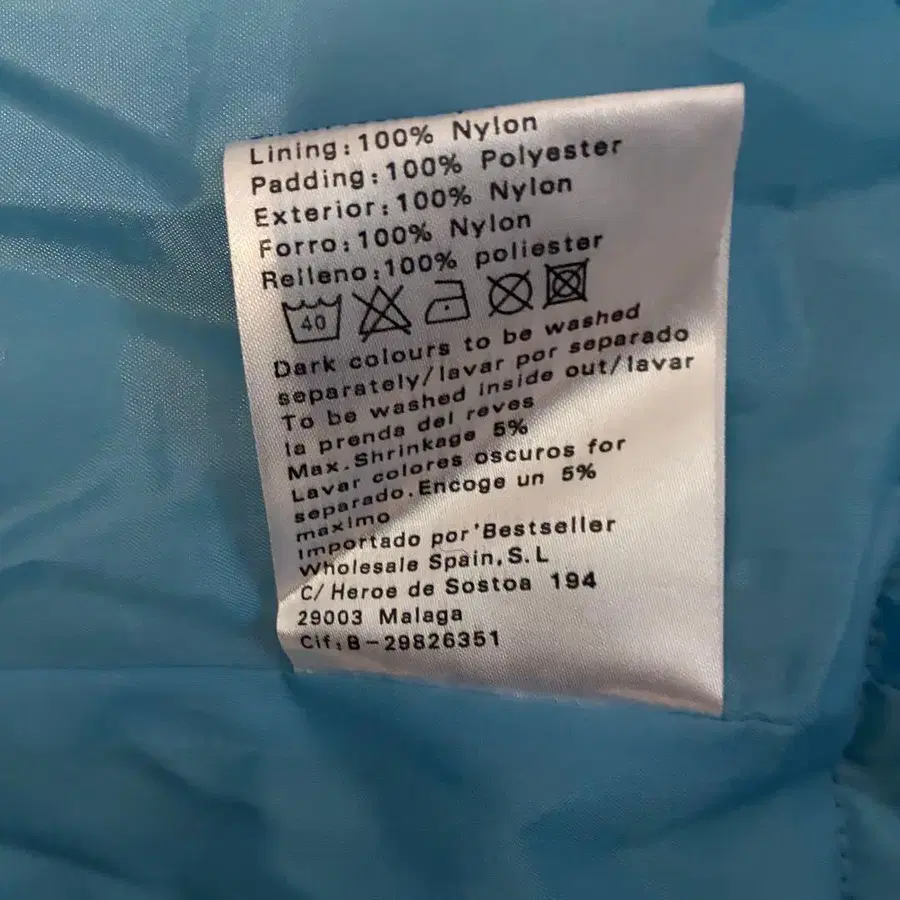 Lining:100% Nylon
Padding:100% Polyester
Exterior:100% Nylon
Forro:100% Nylon
Relleno:100% poliester
40
Dark colours to be washed
separately/lavar por separado
To be washed inside out/lavar
la prenda del reves
Max.Shrinkage 5%
Lavar colores oscuros for
separado.Encoge un 5%
maximo
Importado por'Bestseller
Wholesale Spain,S.L
C/Heroe de Sostoa 194
29003 Malaga
Cif:B-29826351